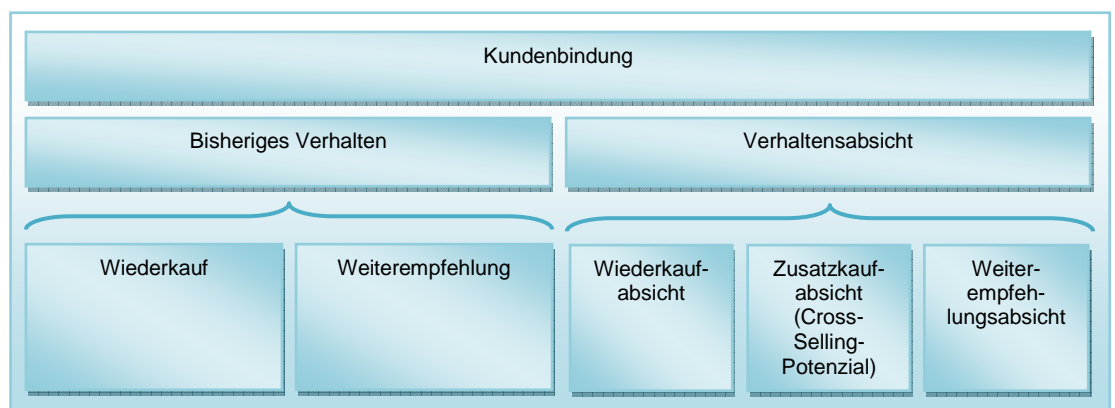 Kundenbindung
Bisheriges Verhalten
Verhaltensabsicht
Wiederkauf
Weiterempfehlung
Wiederkauf-
absicht
Zusatzkauf-
absicht
(Cross-
Selling-
Potenzial)
Weiter-
empfeh-
lungsabsicht